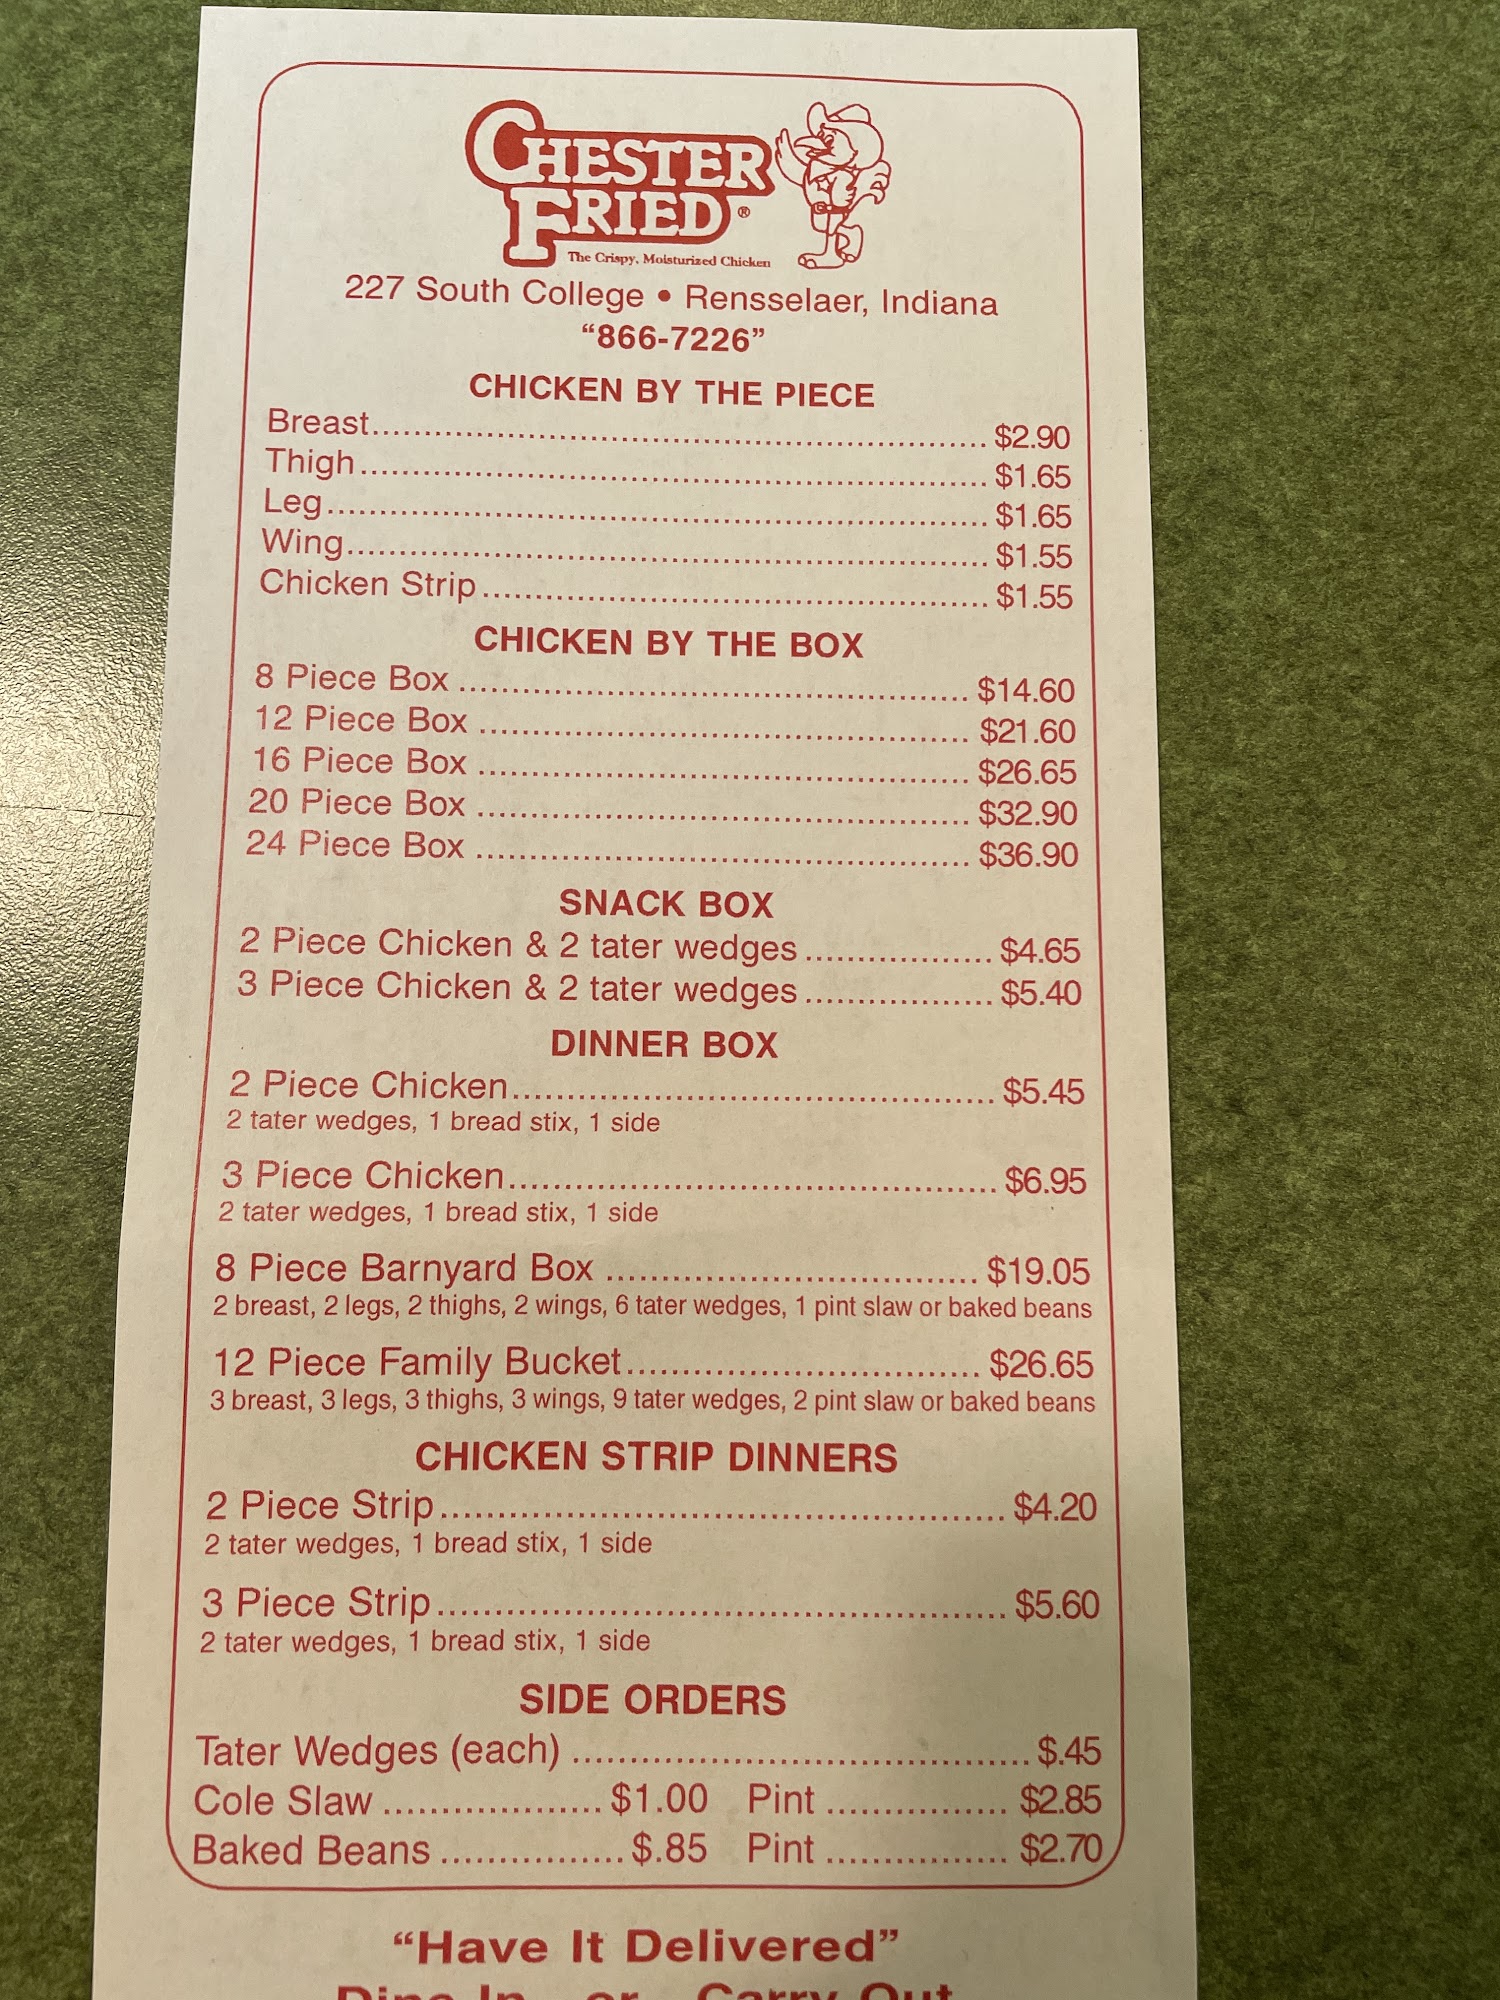 CHESTER
FRIED®
The Crispy, Moisturized Chicken
227 South College • Rensselaer, Indiana
“866-7226”
CHICKEN BY THE PIECE
Breast........ $2.90
Thigh........ $1.65
Leg........ $1.65
Wing........ $1.55
Chicken Strip........ $1.55
CHICKEN BY THE BOX
8 Piece Box ........ $14.60
12 Piece Box ........ $21.60
16 Piece Box ........ $26.65
20 Piece Box ........ $32.90
24 Piece Box ........ $36.90
SNACK BOX
2 Piece Chicken & 2 tater wedges ........ $4.65
3 Piece Chicken & 2 tater wedges ........ $5.40
DINNER BOX
2 Piece Chicken........ $5.45
2 tater wedges, 1 bread stix, 1 side
3 Piece Chicken........ $6.95
2 tater wedges, 1 bread stix, 1 side
8 Piece Barnyard Box ........ $19.05
2 breast, 2 legs, 2 thighs, 2 wings, 6 tater wedges, 1 pint slaw or baked beans
12 Piece Family Bucket........ $26.65
3 breast, 3 legs, 3 thighs, 3 wings, 9 tater wedges, 2 pint slaw or baked beans
CHICKEN STRIP DINNERS
2 Piece Strip........ $4.20
2 tater wedges, 1 bread stix, 1 side
3 Piece Strip........ $5.60
2 tater wedges, 1 bread stix, 1 side
SIDE ORDERS
Tater Wedges (each) ........ $.45
Cole Slaw ........ $1.00 Pint ........ $2.85
Baked Beans ........ $.85 Pint ........ $2.70
“Have It Delivered”
Dine In or Carry Out